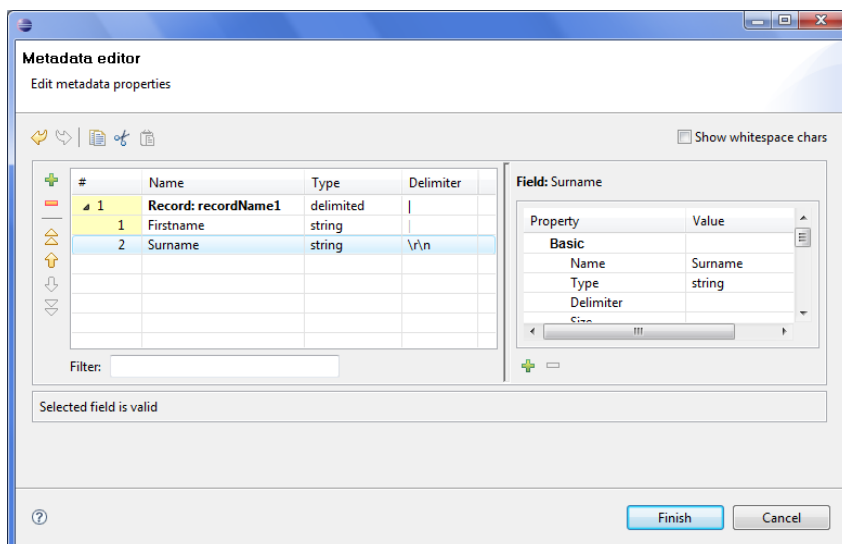 Metadata editor
Edit metadata properties
Show whitespace chars
# Name Type Delimiter
1 Record: recordName1 delimited |
1 Firstname string |
2 Surname string \r\n
Filter:
Field: Surname
Property Value
Basic
Name Surname
Type string
Delimiter
Size
Selected field is valid
Finish Cancel